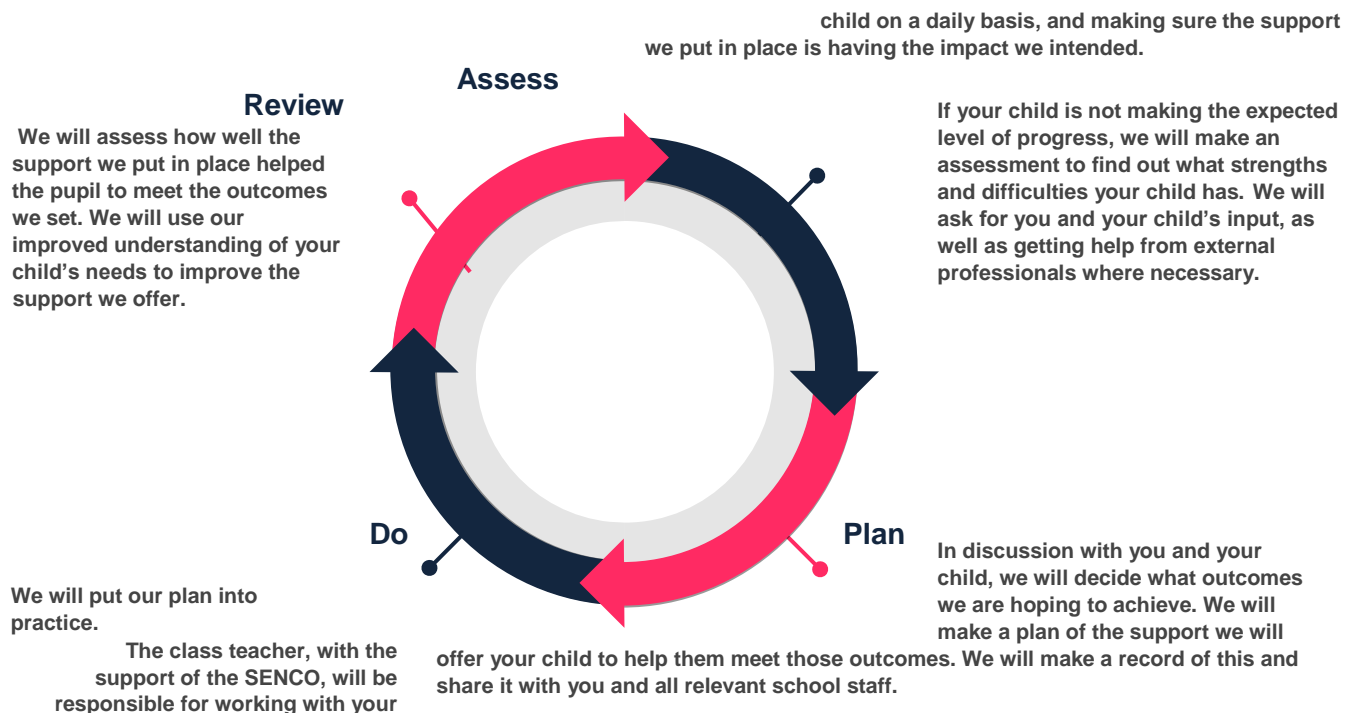 child on a daily basis, and making sure the support
we put in place is having the impact we intended.
Assess
If your child is not making the expected
level of progress, we will make an
assessment to find out what strengths
and difficulties your child has. We will
ask for you and your child’s input, as
well as getting help from external
professionals where necessary.
Review
We will assess how well the
support we put in place helped
the pupil to meet the outcomes
we set. We will use our
improved understanding of your
child’s needs to improve the
support we offer.
Plan
In discussion with you and your
child, we will decide what outcomes
we are hoping to achieve. We will
make a plan of the support we will
offer your child to help them meet those outcomes. We will make a record of this and
share it with you and all relevant school staff.
Do
We will put our plan into
practice.
The class teacher, with the
support of the SENCO, will be
responsible for working with your